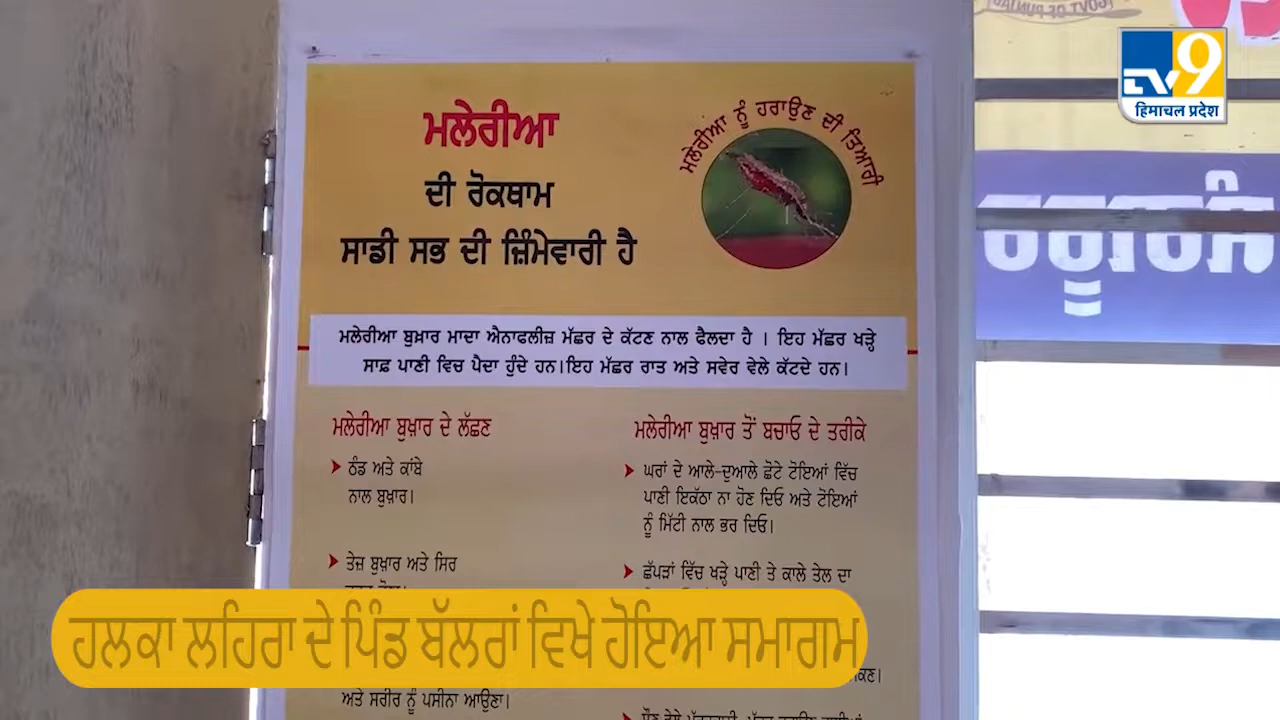 ਮਲੇਰੀਆ
ਦੀ ਰੋਕਥਾਮ
ਸਾਡੀ ਸਭ ਦੀ ਜ਼ਿੰਮੇਵਾਰੀ ਹੈ
ਮਲੇਰੀਆ ਨੂੰ ਹਰਾਉਣ ਦੀ ਤਿਆਰੀ
TV9
हिमाचल प्रदेश
ਮਲੇਰੀਆ ਬੁਖ਼ਾਰ ਮਾਦਾ ਐਨਾਫਲੀਜ਼ ਮੱਛਰ ਦੇ ਕੱਟਣ ਨਾਲ ਫੈਲਦਾ ਹੈ । ਇਹ ਮੱਛਰ ਖੜ੍ਹੇ
ਸਾਫ਼ ਪਾਣੀ ਵਿਚ ਪੈਦਾ ਹੁੰਦੇ ਹਨ।ਇਹ ਮੱਛਰ ਰਾਤ ਅਤੇ ਸਵੇਰ ਵੇਲੇ ਕੱਟਦੇ ਹਨ।
ਮਲੇਰੀਆ ਬੁਖ਼ਾਰ ਦੇ ਲੱਛਣ
ਠੰਡ ਅਤੇ ਕਾਂਬੇ
ਨਾਲ ਬੁਖ਼ਾਰ।
ਤੇਜ਼ ਬੁਖ਼ਾਰ ਅਤੇ ਸਿਰ
ਅਤੇ ਸਰੀਰ ਨੂੰ ਪਸੀਨਾ ਆਉਣਾ।
ਮਲੇਰੀਆ ਬੁਖ਼ਾਰ ਤੋਂ ਬਚਾਓ ਦੇ ਤਰੀਕੇ
ਘਰਾਂ ਦੇ ਆਲੇ-ਦੁਆਲੇ ਛੋਟੇ ਟੋਇਆਂ ਵਿੱਚ
ਪਾਣੀ ਇਕੱਠਾ ਨਾ ਹੋਣ ਦਿਓ ਅਤੇ ਟੋਇਆਂ
ਨੂੰ ਮਿੱਟੀ ਨਾਲ ਭਰ ਦਿਓ।
ਛੱਪੜਾਂ ਵਿੱਚ ਖੜ੍ਹੇ ਪਾਣੀ ਤੇ ਕਾਲੇ ਤੇਲ ਦਾ
ਹਲਕਾ ਲਹਿਰਾ ਦੇ ਪਿੰਡ ਬੱਲਰਾਂ ਵਿਖੇ ਹੋਇਆ ਸਮਾਗਮ